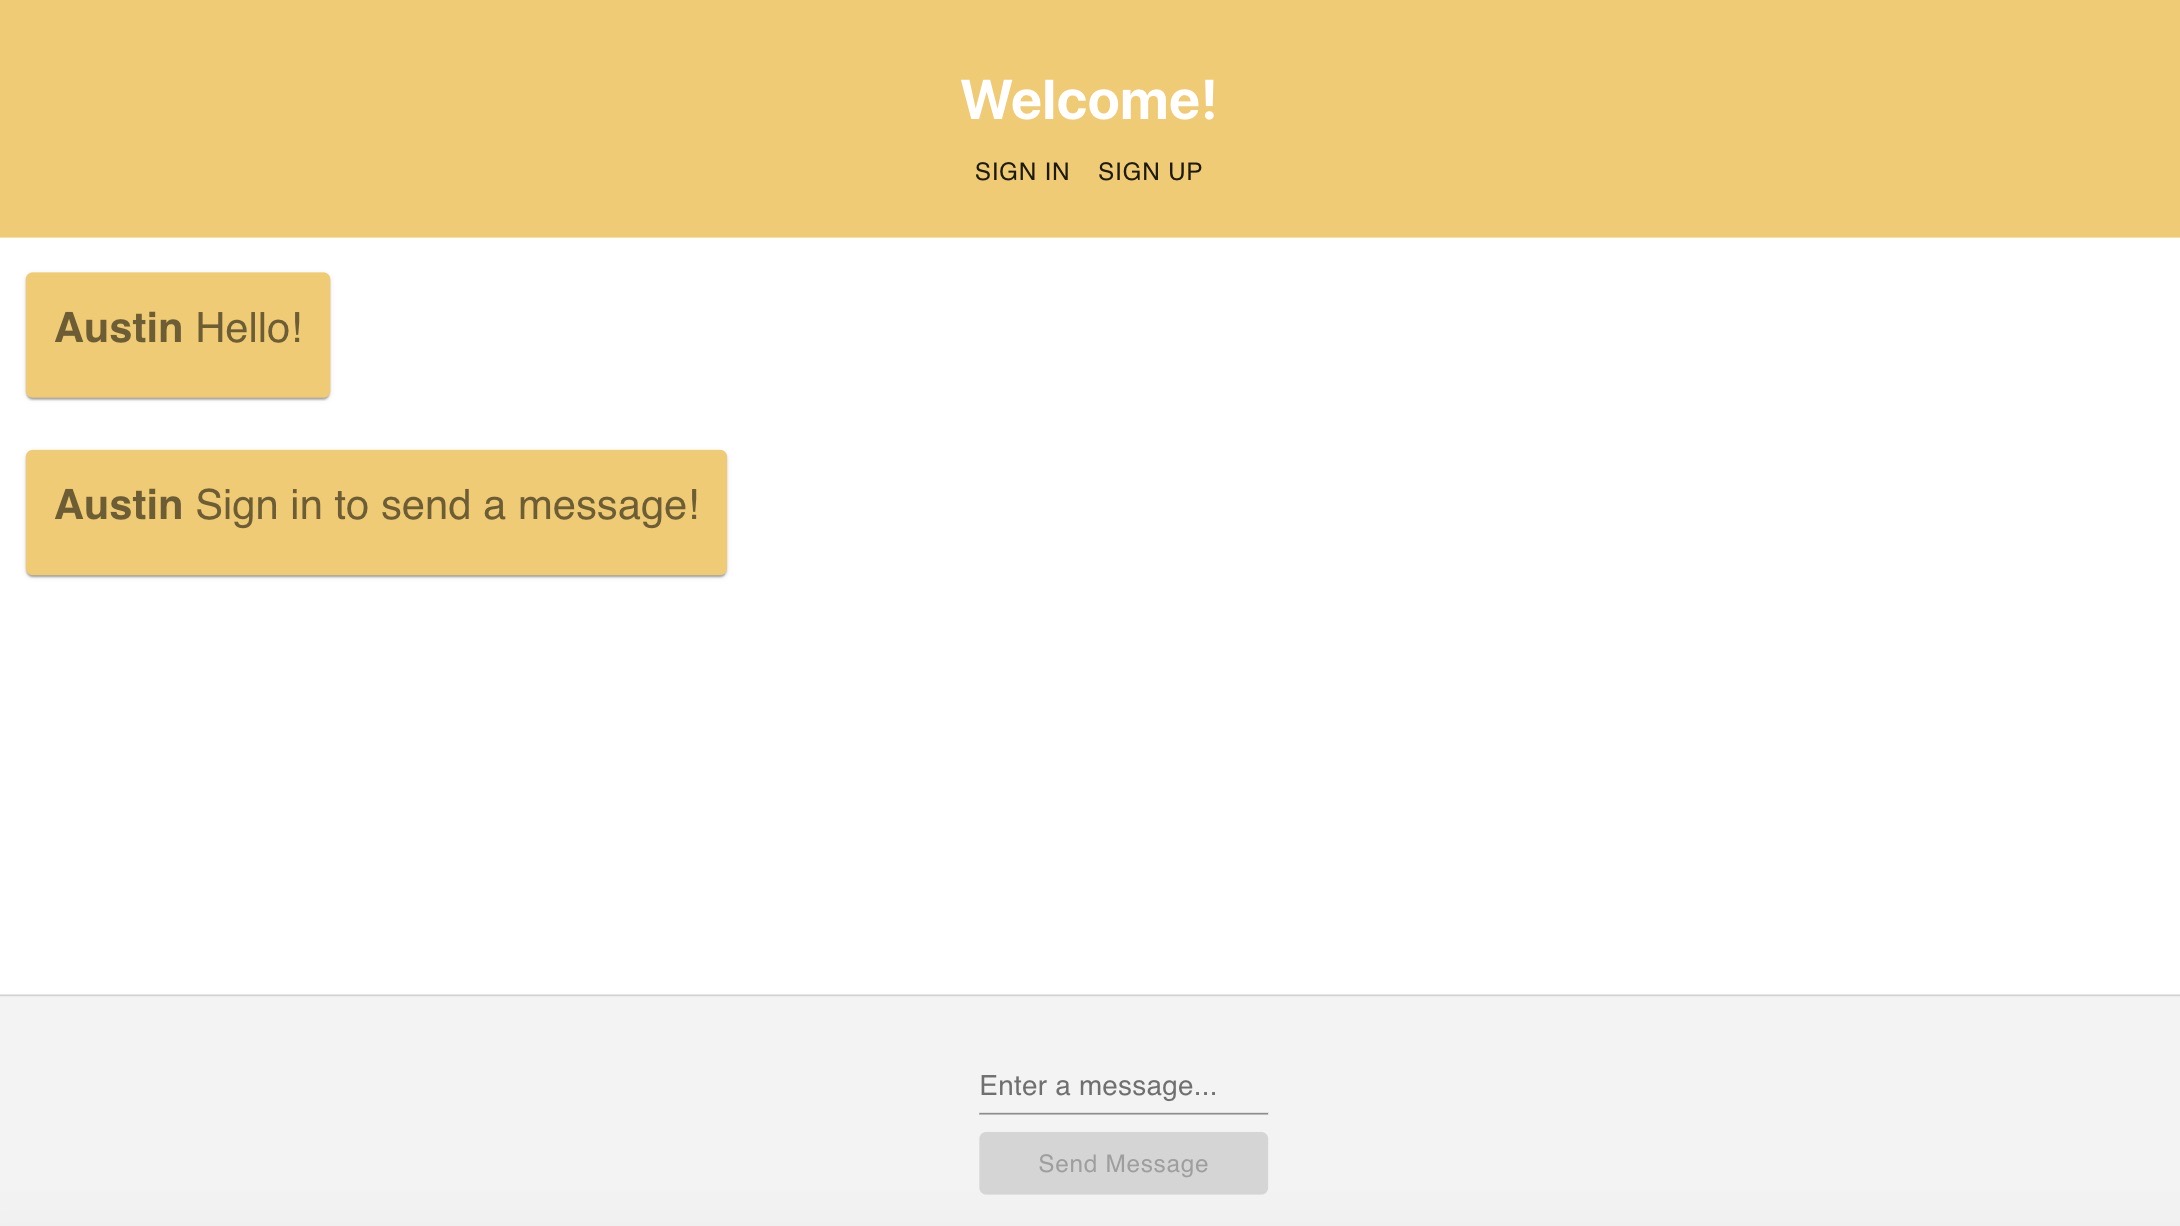 Welcome!
SIGN IN SIGN UP
Austin Hello!
Austin Sign in to send a message!
Enter a message...
Send Message